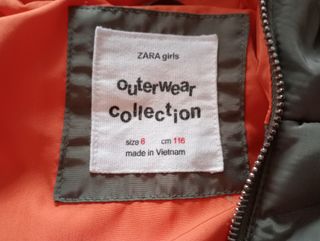 ZARA girls
outerwear
collection
size 6 cm 116
made in Vietnam